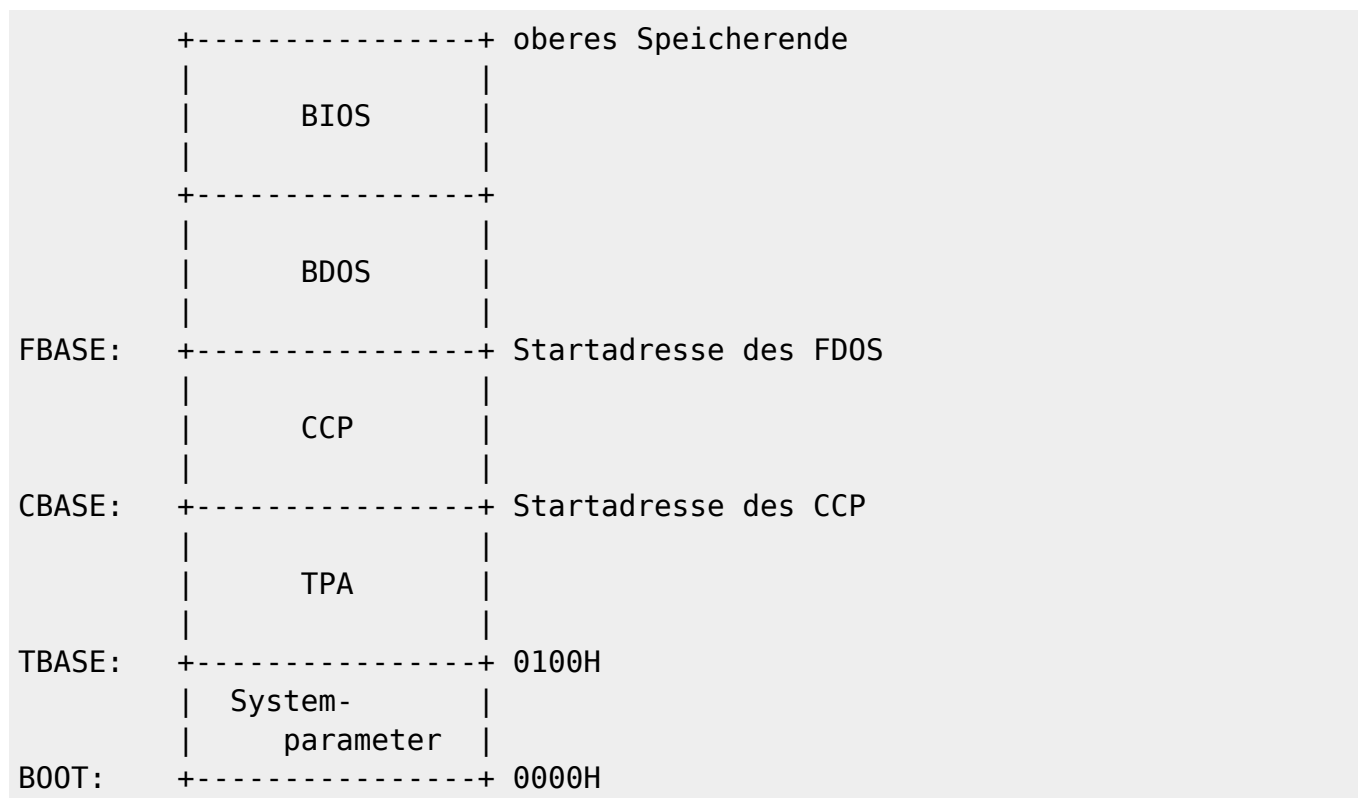 +----------------+ oberes Speicherende
|                |
|      BIOS      |
|                |
+----------------+
|                |
|      BDOS      |
|                |
FBASE:   +----------------+ Startadresse des FDOS
|                |
|      CCP       |
|                |
CBASE:   +----------------+ Startadresse des CCP
|                |
|      TPA       |
|                |
TBASE:   +----------------+ 0100H
|  System-       |
|     parameter  |
BOOT:    +----------------+ 0000H